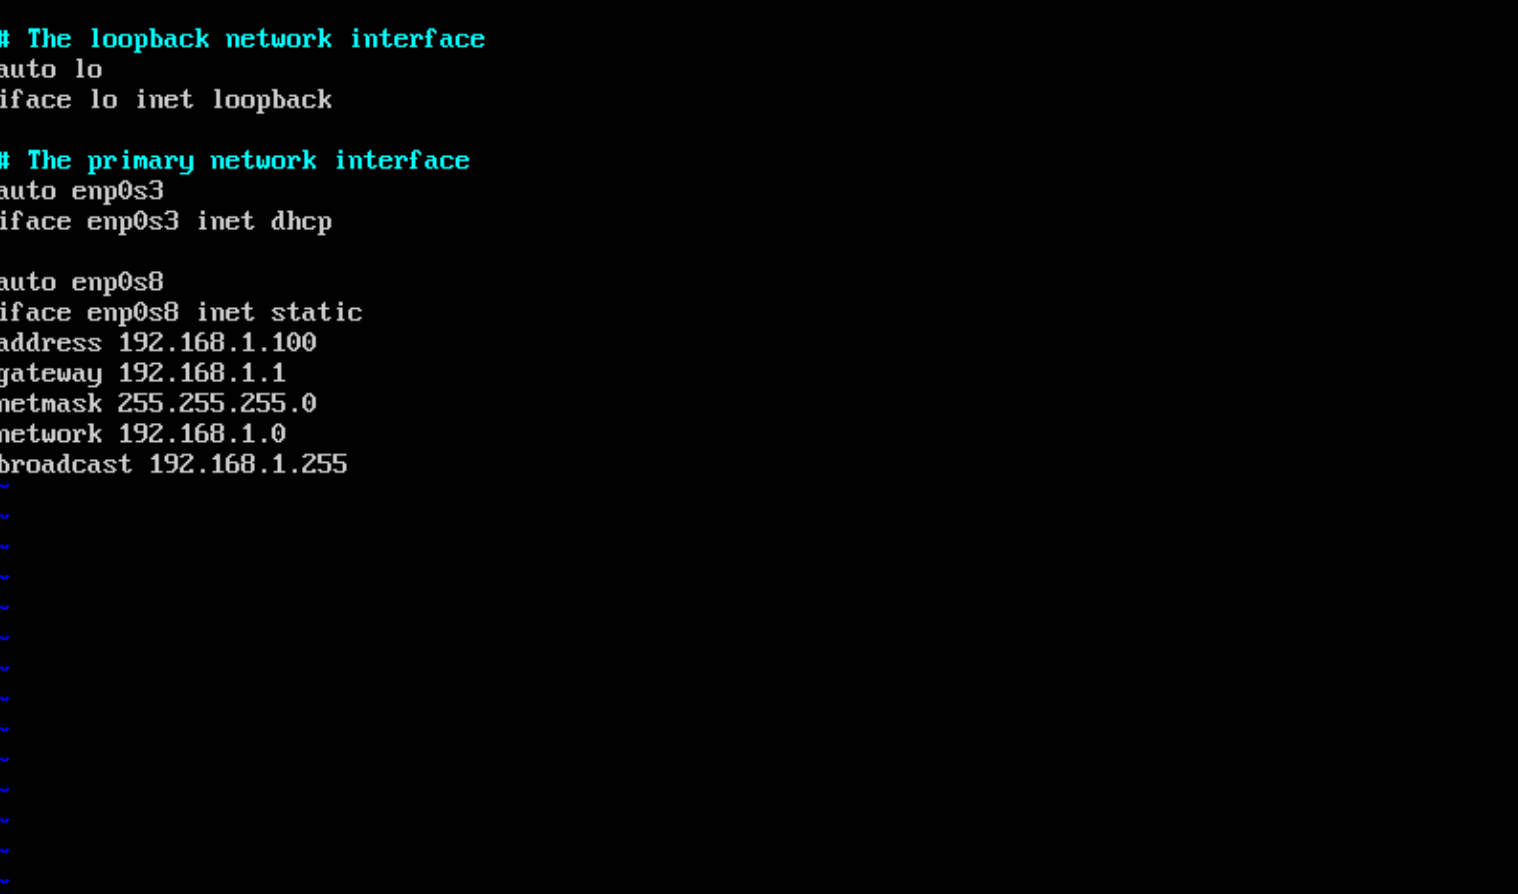 # The loopback network interface
auto lo
iface lo inet loopback
# The primary network interface
auto enp0s3
iface enp0s3 inet dhcp
auto enp0s8
iface enp0s8 inet static
address 192.168.1.100
gateway 192.168.1.1
netmask 255.255.255.0
network 192.168.1.0
broadcast 192.168.1.255
~
~
~
~
~
~
~
~
~
~
~
~
~
~